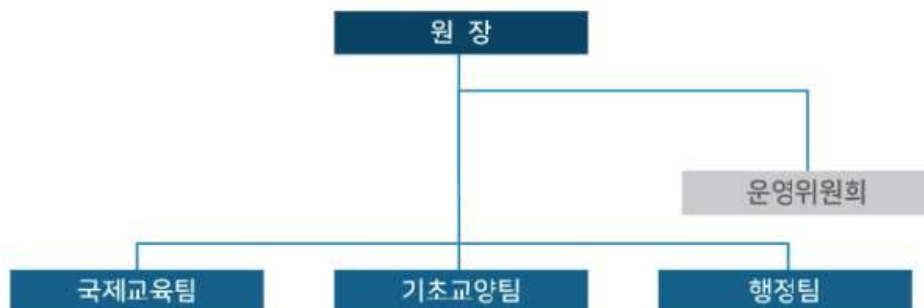 원 장
운영위원회
국제교육팀
기초교양팀
행정팀